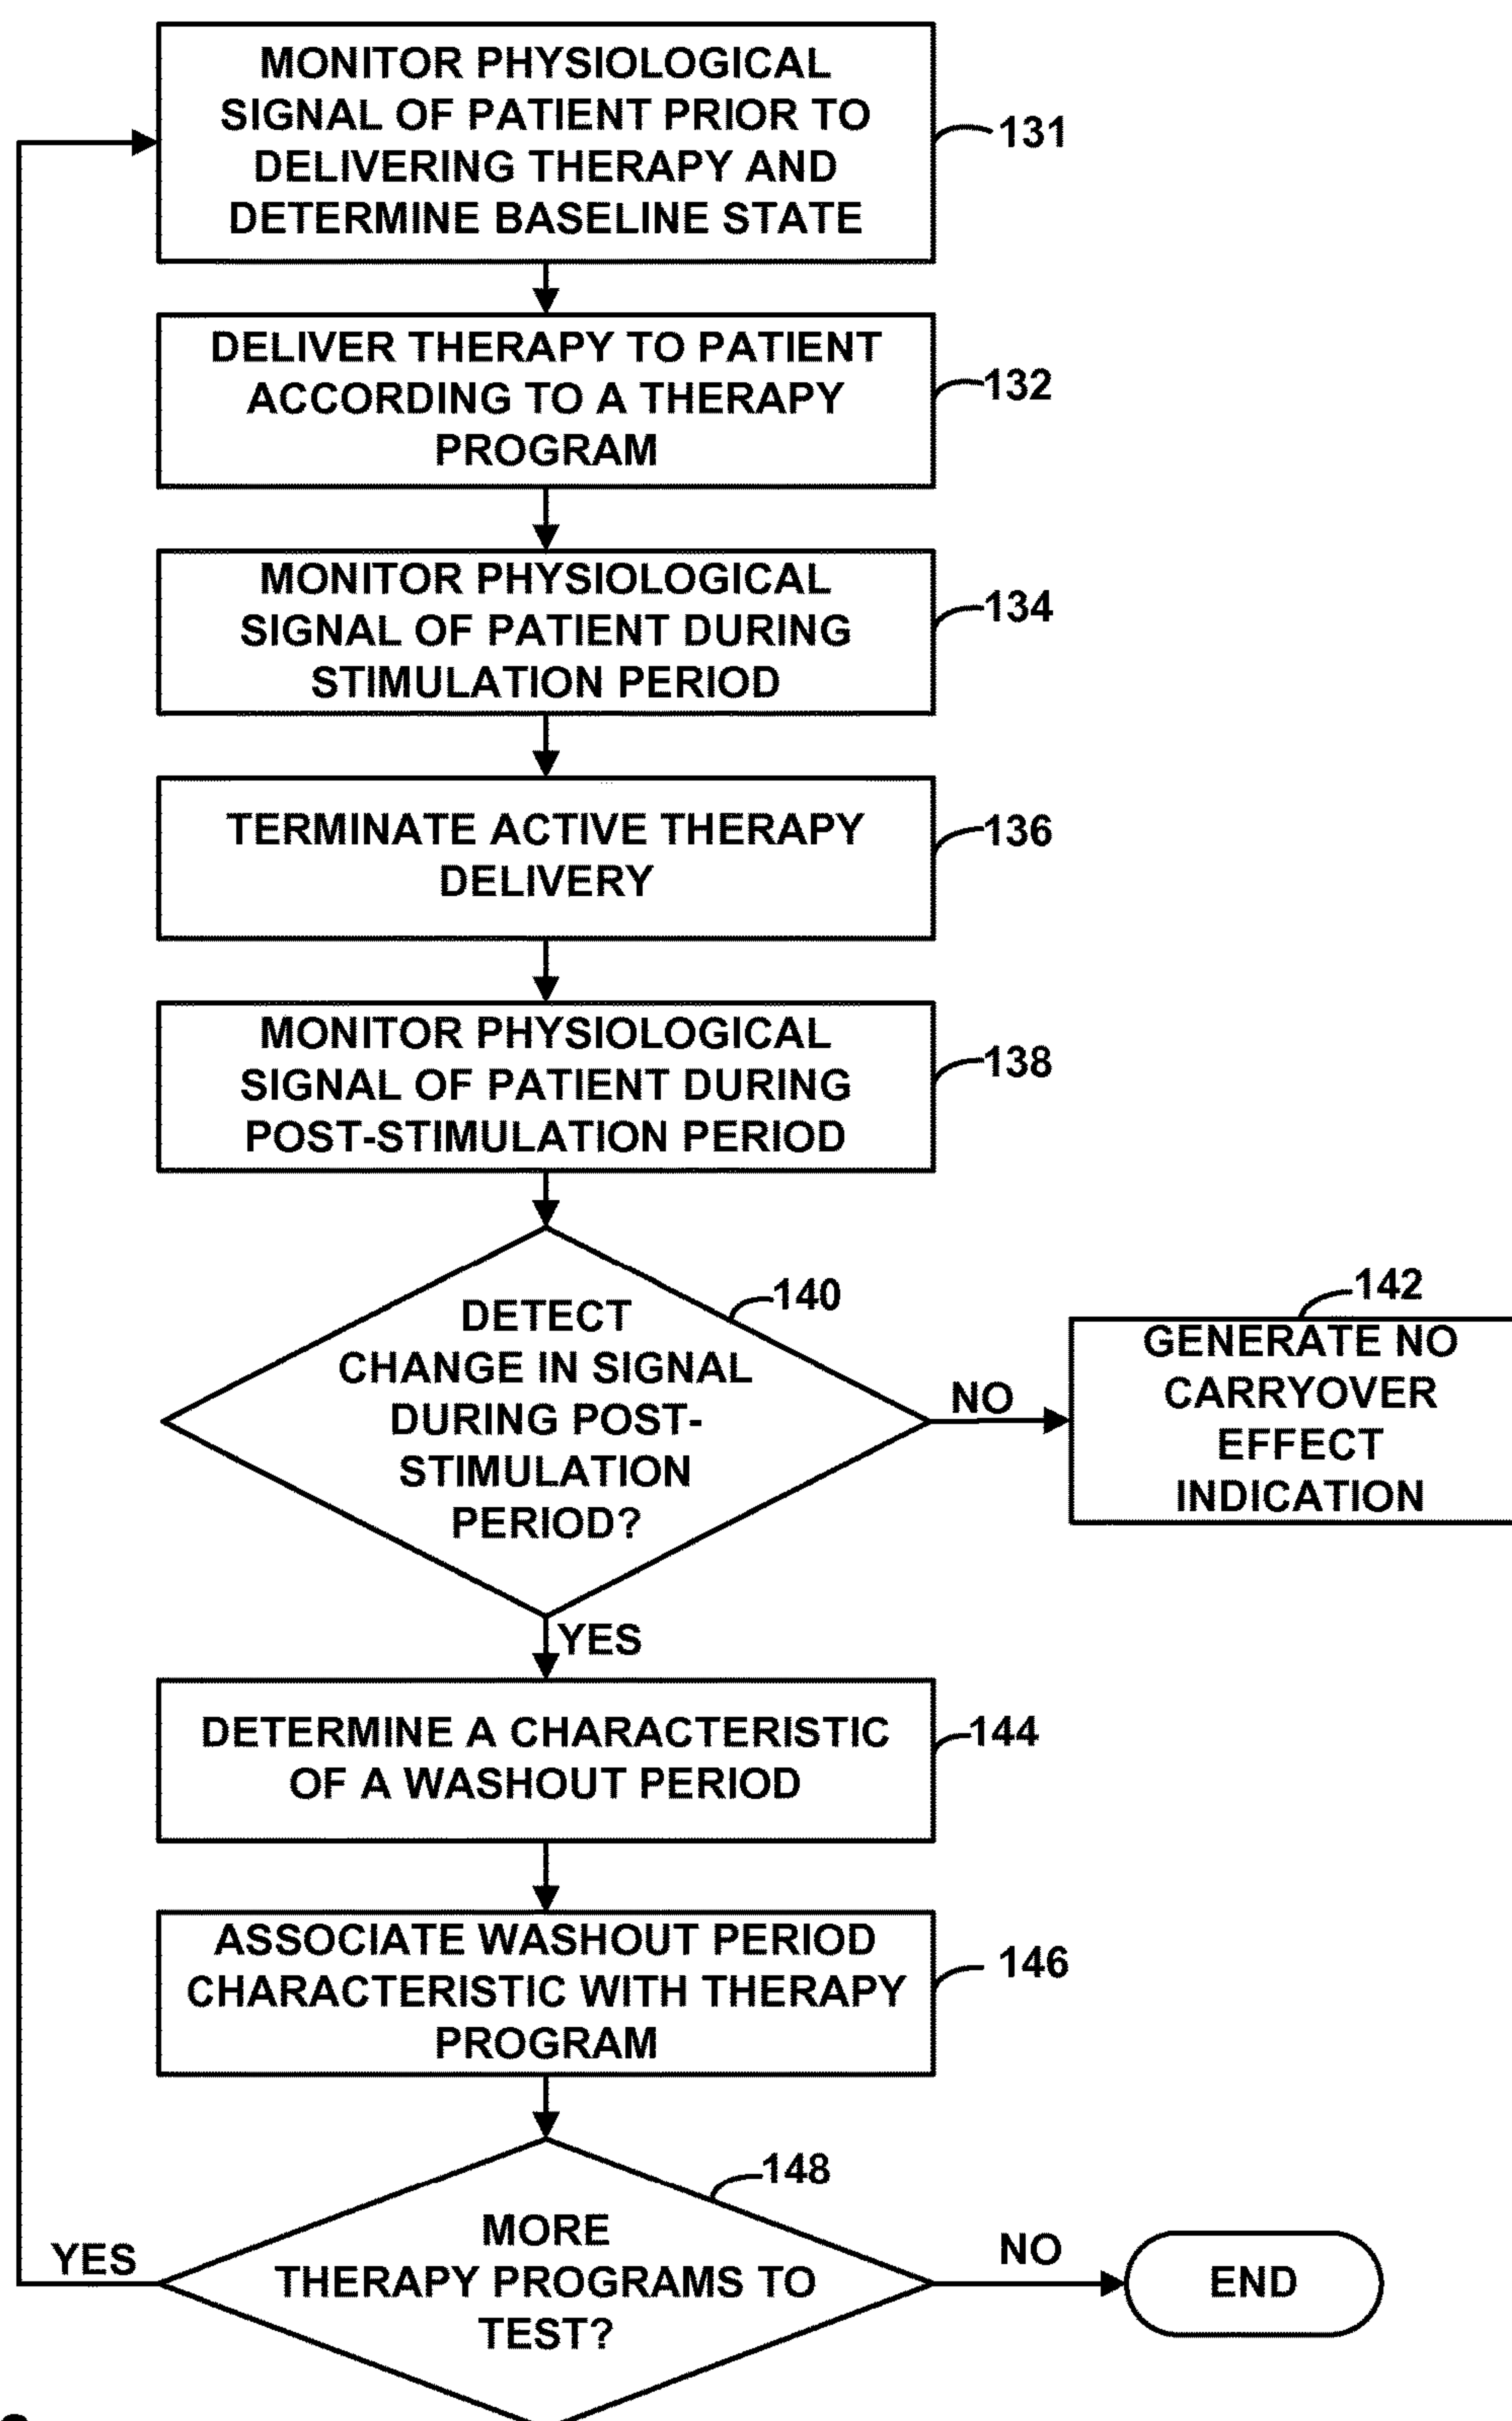 MONITOR PHYSIOLOGICAL
SIGNAL OF PATIENT PRIOR TO
DELIVERING THERAPY AND
DETERMINE BASELINE STATE
131
DELIVER THERAPY TO PATIENT
ACCORDING TO A THERAPY
PROGRAM
132
MONITOR PHYSIOLOGICAL
SIGNAL OF PATIENT DURING
STIMULATION PERIOD
134
TERMINATE ACTIVE THERAPY
DELIVERY
136
MONITOR PHYSIOLOGICAL
SIGNAL OF PATIENT DURING
POST-STIMULATION PERIOD
138
DETECT
CHANGE IN SIGNAL
DURING POST-
STIMULATION
PERIOD?
140
NO
142
GENERATE NO
CARRYOVER
EFFECT
INDICATION
YES
DETERMINE A CHARACTERISTIC
OF A WASHOUT PERIOD
144
ASSOCIATE WASHOUT PERIOD
CHARACTERISTIC WITH THERAPY
PROGRAM
146
148
MORE
THERAPY PROGRAMS TO
TEST?
YES
NO
END